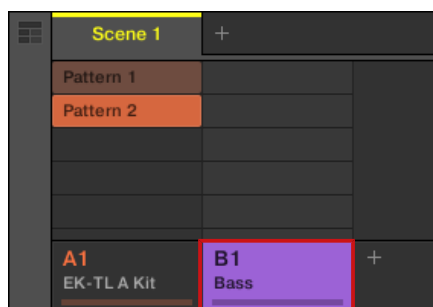 Scene 1 +
Pattern 1
Pattern 2
A1 B1 +
EK-TL A Kit Bass